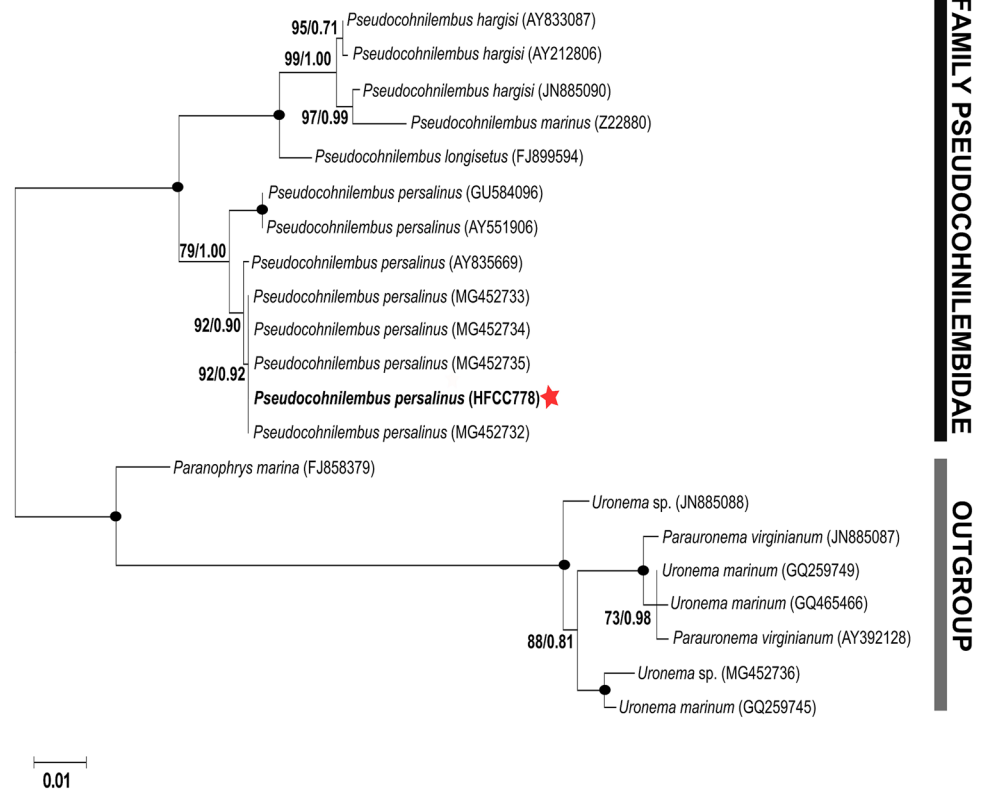 Pseudocohnilembus hargisi (AY833087)
95/0.71
Pseudocohnilembus hargisi (AY212806)
99/1.00
Pseudocohnilembus hargisi (JN885090)
97/0.99
Pseudocohnilembus marinus (Z22880)
Pseudocohnilembus longisetus (FJ899594)
Pseudocohnilembus persalinus (GU584096)
Pseudocohnilembus persalinus (AY551906)
79/1.00
Pseudocohnilembus persalinus (AY835669)
Pseudocohnilembus persalinus (MG452733)
92/0.90
Pseudocohnilembus persalinus (MG452734)
Pseudocohnilembus persalinus (MG452735)
92/0.92
Pseudocohnilembus persalinus (HFCC778)
Pseudocohnilembus persalinus (MG452732)
FAMILY PSEUDOCOHNILEMBIDAE
Paranophrys marina (FJ858379)
Uronema sp. (JN885088)
Parauronema virginianum (JN885087)
Uronema marinum (GQ259749)
Uronema marinum (GQ465466)
73/0.98
Parauronema virginianum (AY392128)
88/0.81
Uronema sp. (MG452736)
Uronema marinum (GQ259745)
OUTGROUP
0.01